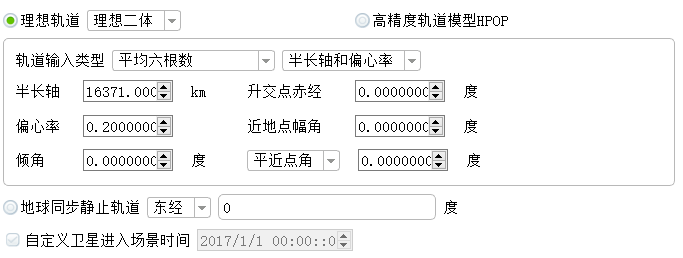 理想轨道 理想二体 高精度轨道模型HPOP
轨道输入类型 平均六根数 半长轴和偏心率
半长轴 16371.000 km 升交点赤经 0.0000000 度
偏心率 0.2000000 近地点幅角 0.0000000 度
倾角 0.0000000 度 平近点角 0.0000000 度
地球同步静止轨道 东经 0 度
自定义卫星进入场景时间 2017/1/1 00:00::0